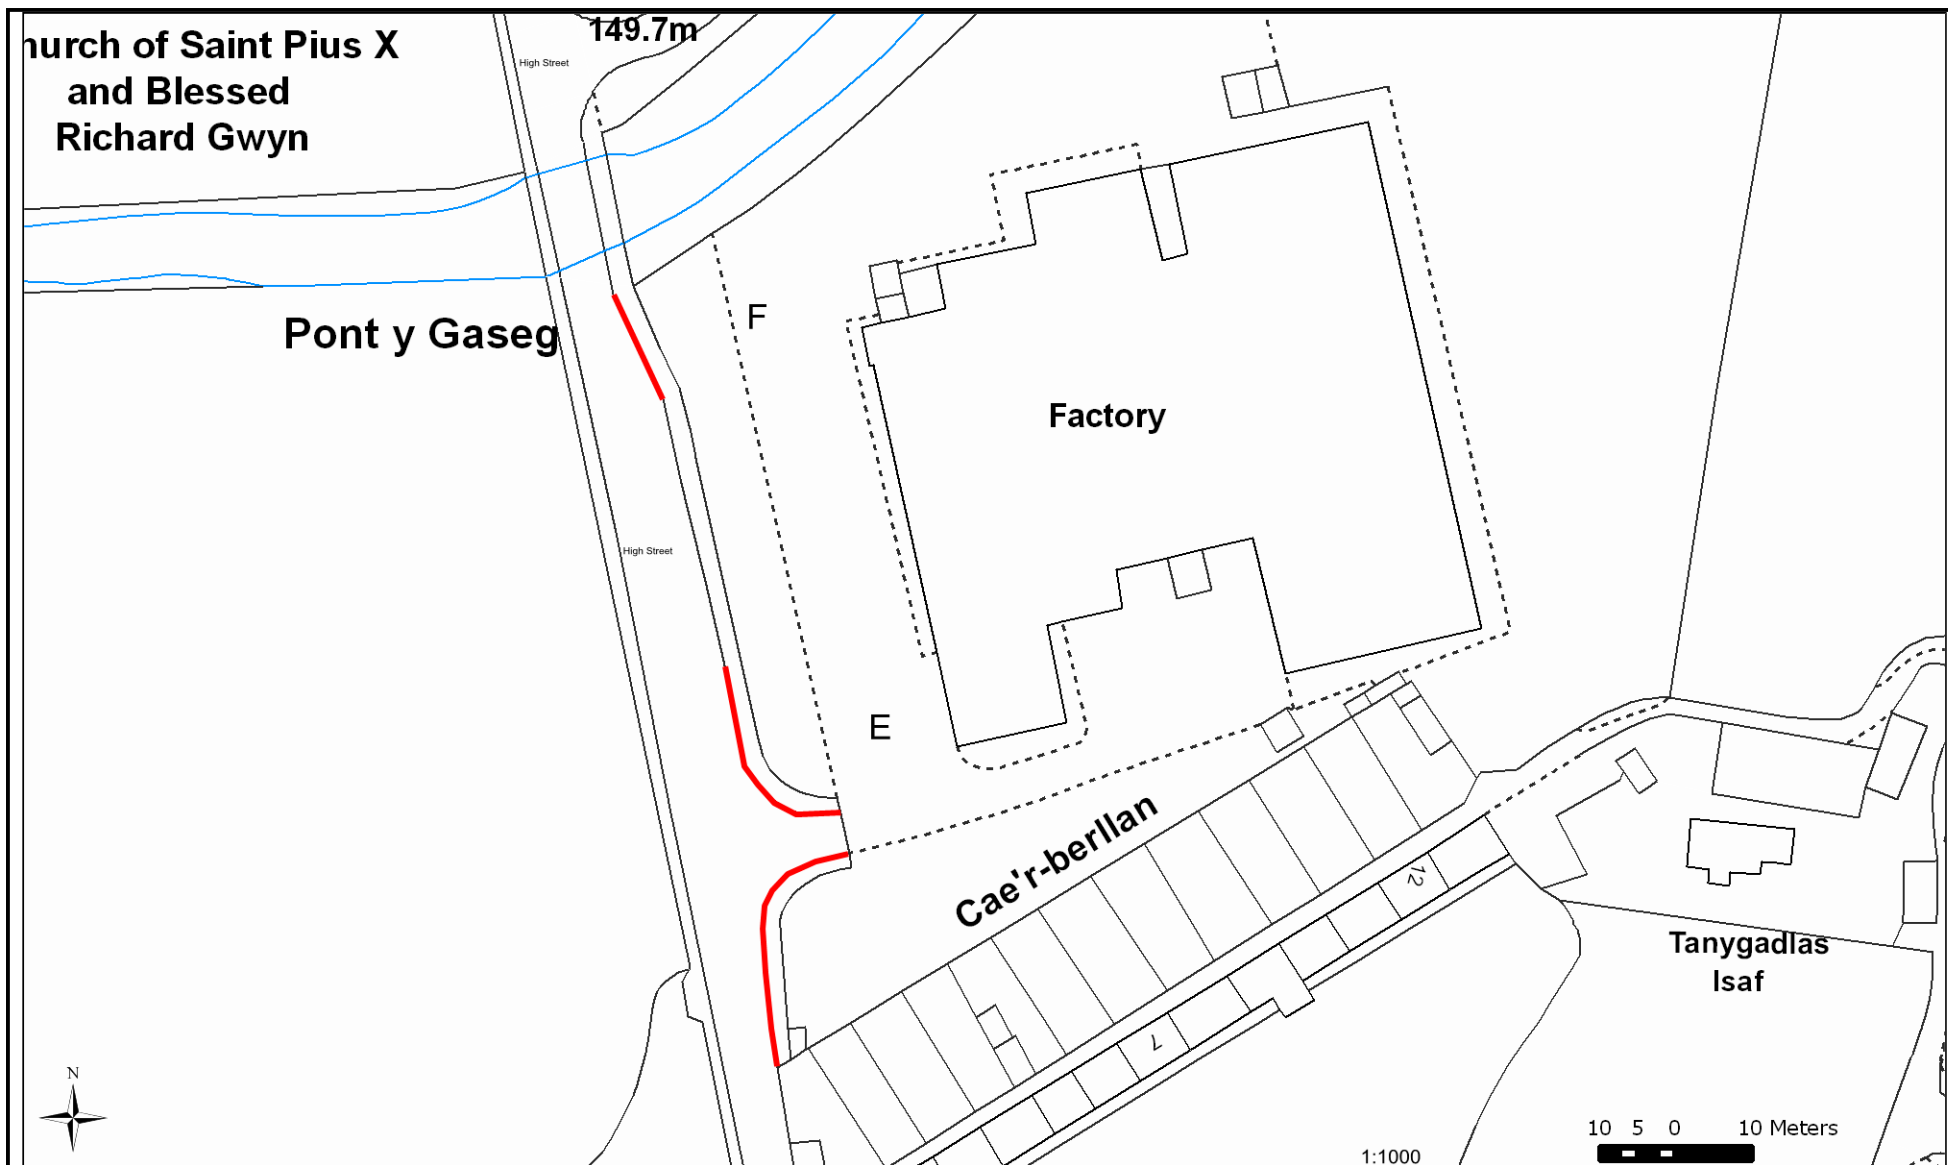 149.7m
hurch of Saint Pius X
and Blessed
Richard Gwyn
High Street
Pont y Gaseg
F
Factory
High Street
E
Cae'r-berllan
12
7
Tanygadlas
Isaf
N
10 5 0 10 Meters
1:1000